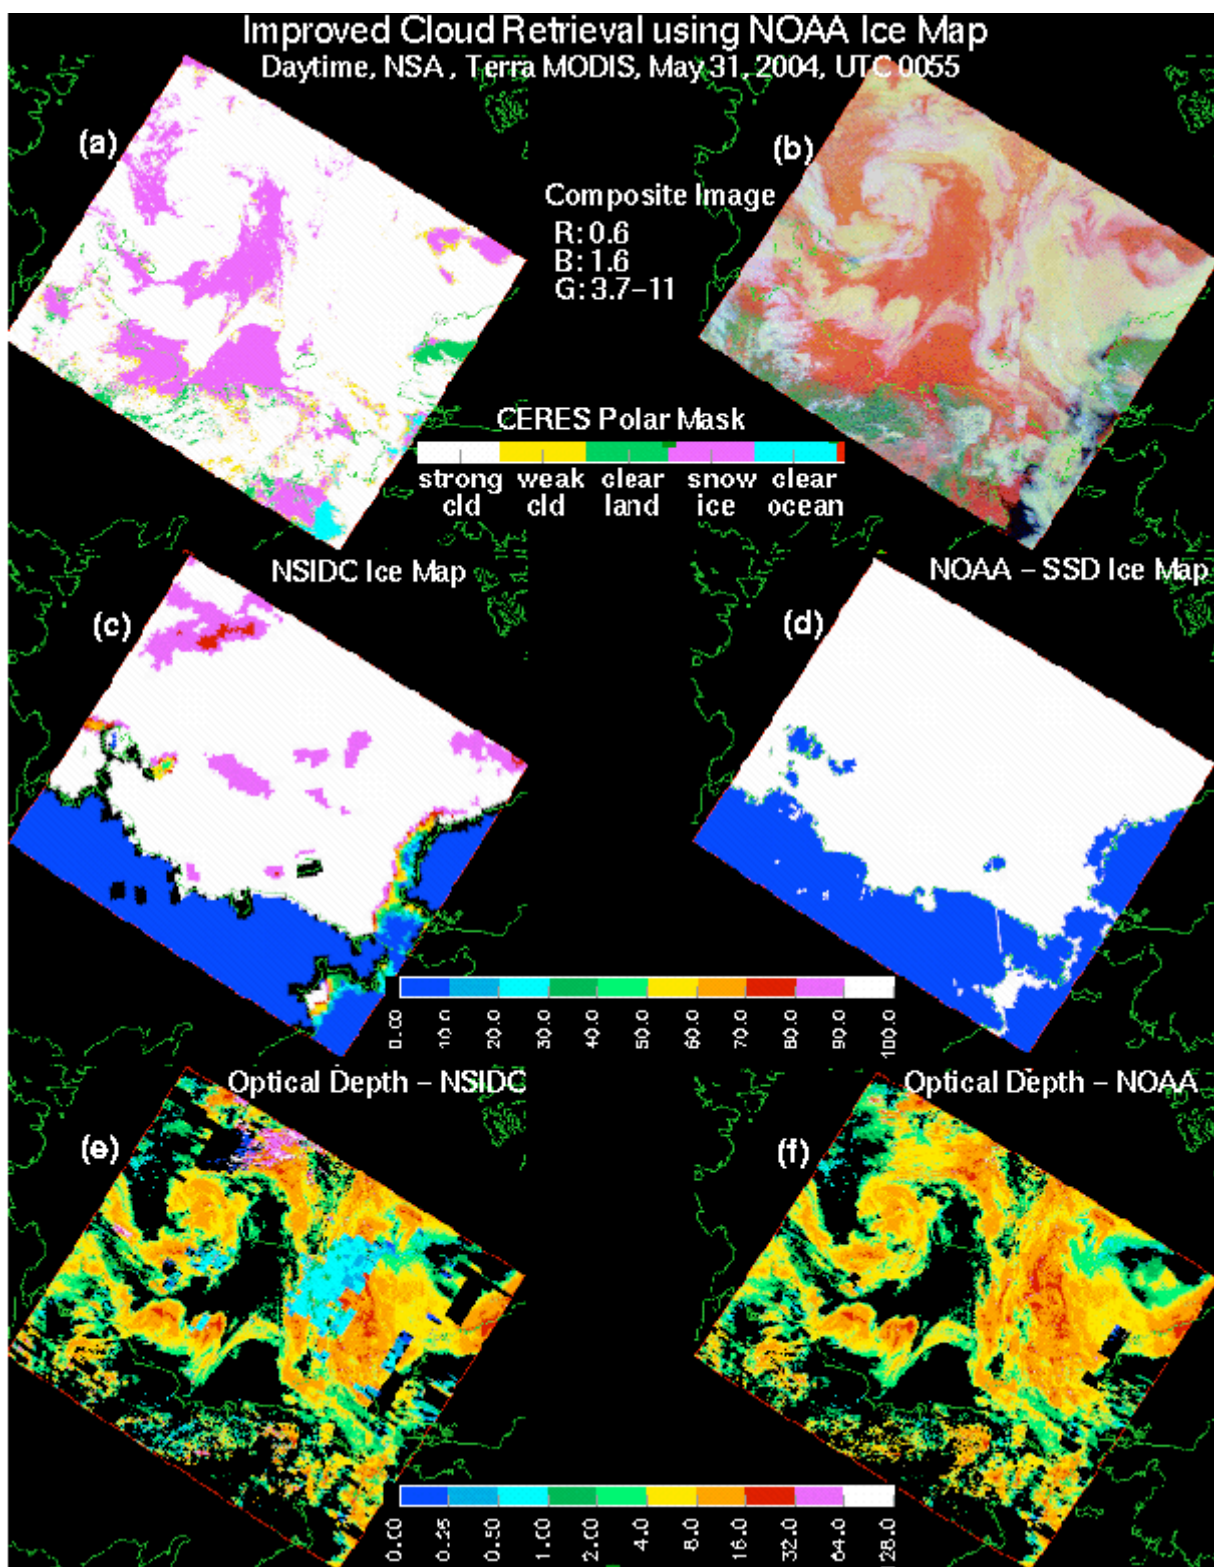 Improved Cloud Retrieval using NOAA Ice Map
Daytime, NSA , Terra MODIS, May 31, 2004, UTC 0055
(a)
(b)
Composite Image
R: 0.6
B: 1.6
G: 3.7–11
CERES Polar Mask
strong weak clear snow clear
cld cld land ice ocean
NSIDC Ice Map
NOAA – SSD Ice Map
(c)
(d)
0.00 10.0 20.0 30.0 40.0 50.0 60.0 70.0 80.0 90.0 100.0
Optical Depth – NSIDC
Optical Depth – NOAA
(e)
(f)
0.00 0.25 0.50 1.00 2.00 4.0 8.0 16.0 32.0 64.0 28.0